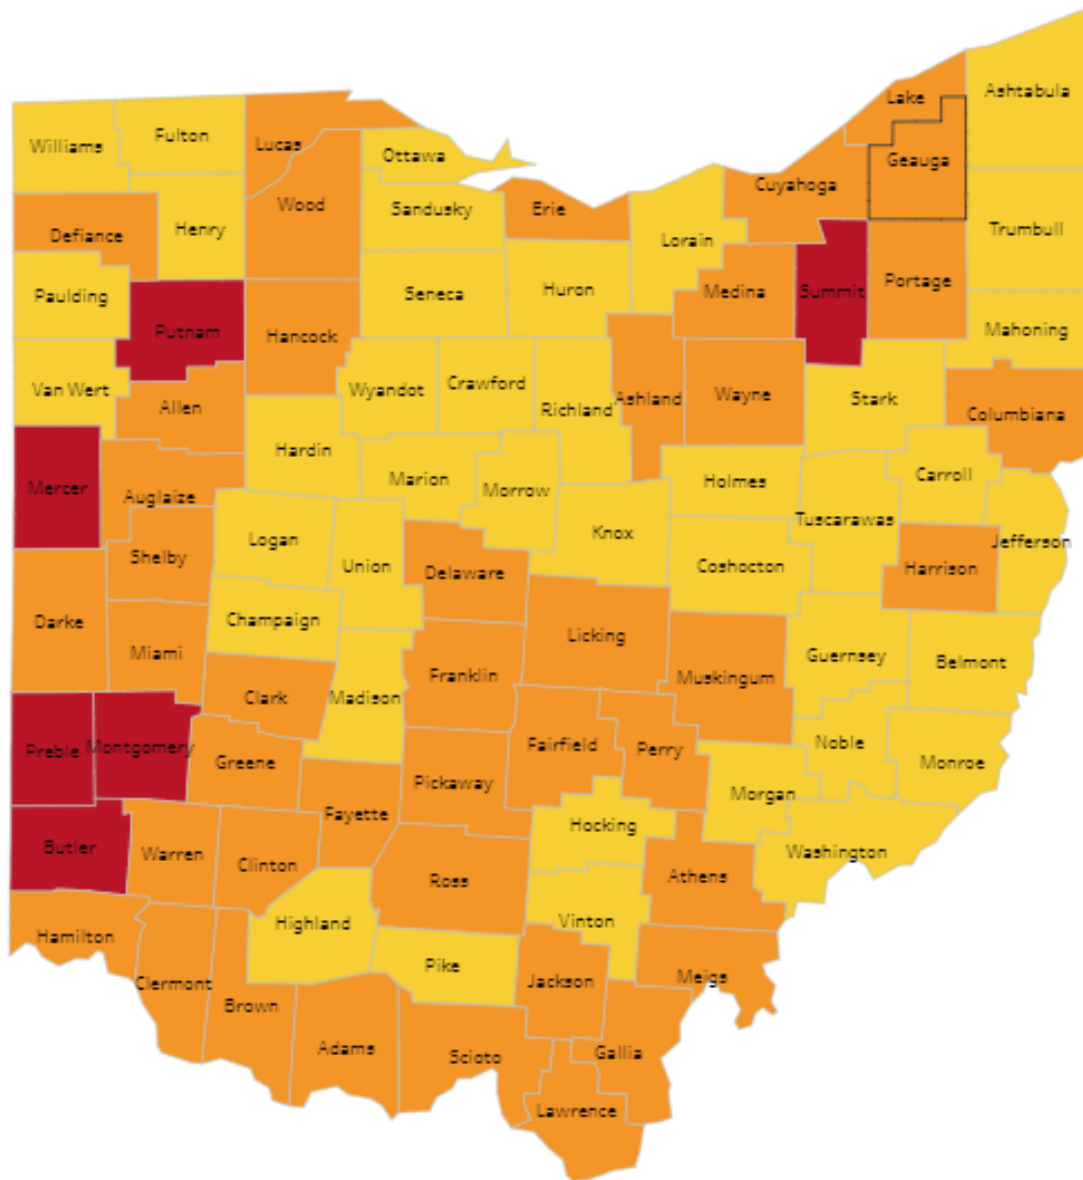 Ashtabula
Lake
Fulton
Williams
Lucas
Ottawa
Geauga
Cuyahoga
Wood
Sandusky
Erie
Henry
Trumbull
Defiance
Lorain
Portage
Paulding
Seneca
Huron
Medina
Summit
Putnam
Mahoning
Hancock
Van Wert
Wyandot
Crawford
Richland
Ashland
Wayne
Stark
Allen
Columbiana
Hardin
Marion
Morrow
Holmes
Carroll
Mercer
Auglaize
Tuscarawas
Logan
Knox
Jefferson
Shelby
Union
Delaware
Coshocton
Harrison
Darke
Champaign
Licking
Miami
Guernsey
Belmont
Franklin
Muskingum
Clark
Madison
Preble
Montgomery
Fairfield
Perry
Noble
Greene
Monroe
Pickaway
Morgan
Fayette
Hocking
Butler
Warren
Washington
Clinton
Ross
Athens
Highland
Vinton
Hamilton
Pike
Clermont
Jackson
Meigs
Brown
Adams
Scioto
Gallia
Lawrence